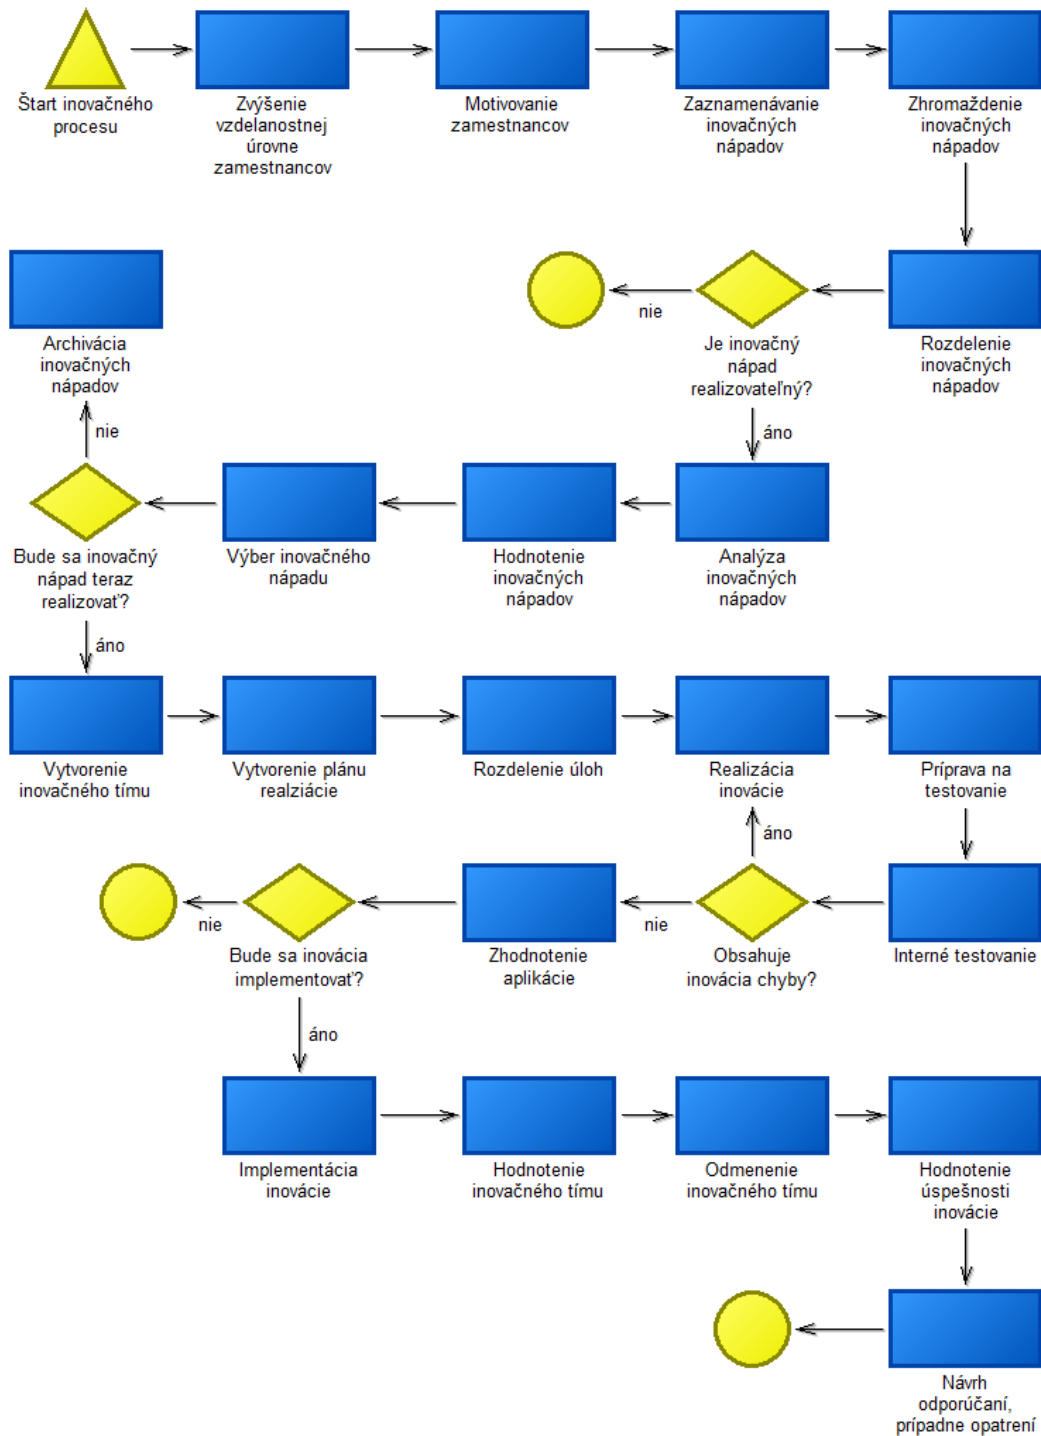 Štart inovačného
procesu
Zvýšenie
vzdelanostnej
úrovne
zamestnancov
Motivovanie
zamestnancov
Zaznamenávanie
inovačných
nápadov
Zhromaždenie
inovačných
nápadov
Archivácia
inovačných
nápadov
nie
Je inovačný
nápad
realizovateľný?
Rozdelenie
inovačných
nápadov
nie
áno
Bude sa inovačný
nápad teraz
realizovať?
Výber inovačného
nápadu
Hodnotenie
inovačných
nápadov
Analýza
inovačných
nápadov
áno
Vytvorenie
inovačného tímu
Vytvorenie plánu
realziácie
Rozdelenie úloh
Realizácia
inovácie
Príprava na
testovanie
áno
nie
Bude sa inovácia
implementovať?
Zhodnotenie
aplikácie
nie
Obsahuje
inovácia chyby?
Interné testovanie
áno
Implementácia
inovácie
Hodnotenie
inovačného tímu
Odmenenie
inovačného tímu
Hodnotenie
úspešnosti
inovácie
Návrh
odporúčaní,
prípadne opatrení